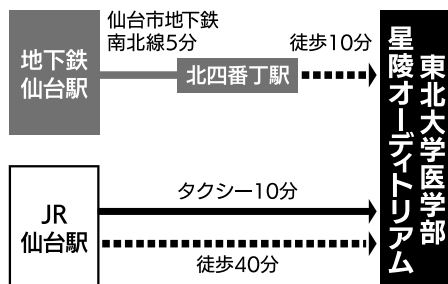 仙台市地下鉄
南北線5分
徒歩10分
地下鉄
仙台駅
北四番丁駅
タクシー10分
JR
仙台駅
徒歩40分
東北大学医学部
星陵オーディトリアム